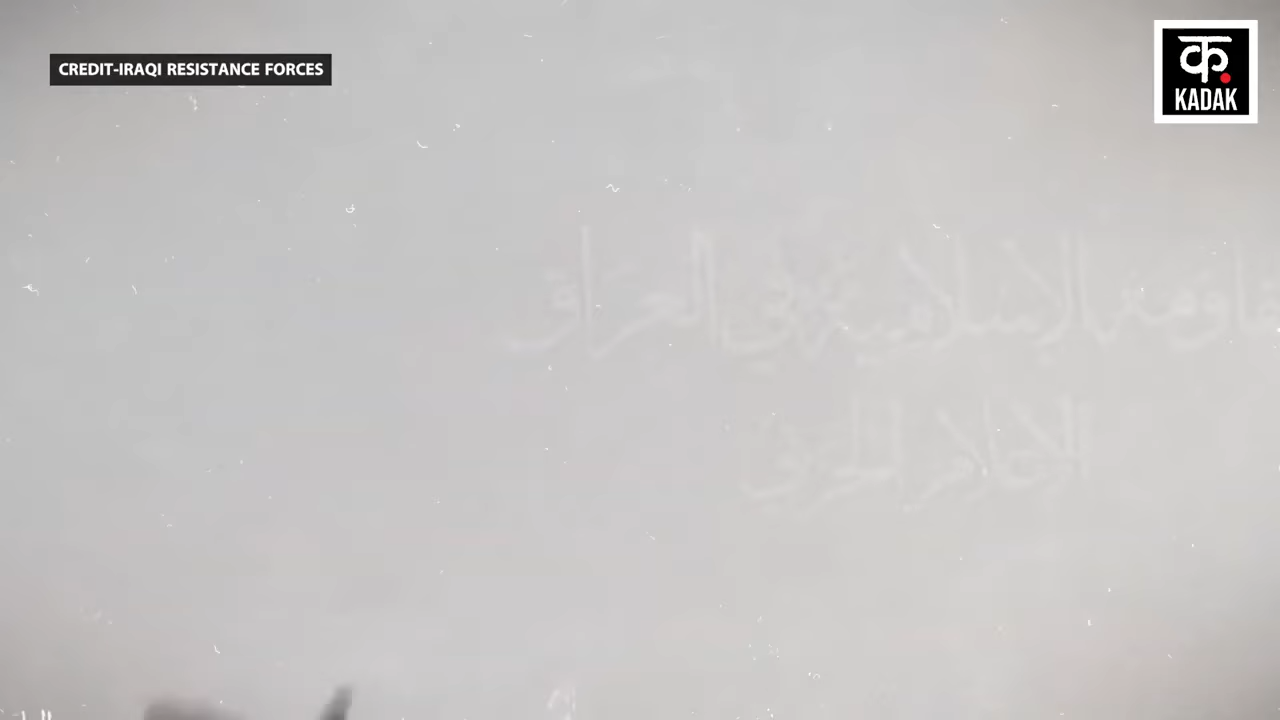 CREDIT-IRAQI RESISTANCE FORCES
क.
KADAK
الإسلامية في العراق
الإعلام الحربي